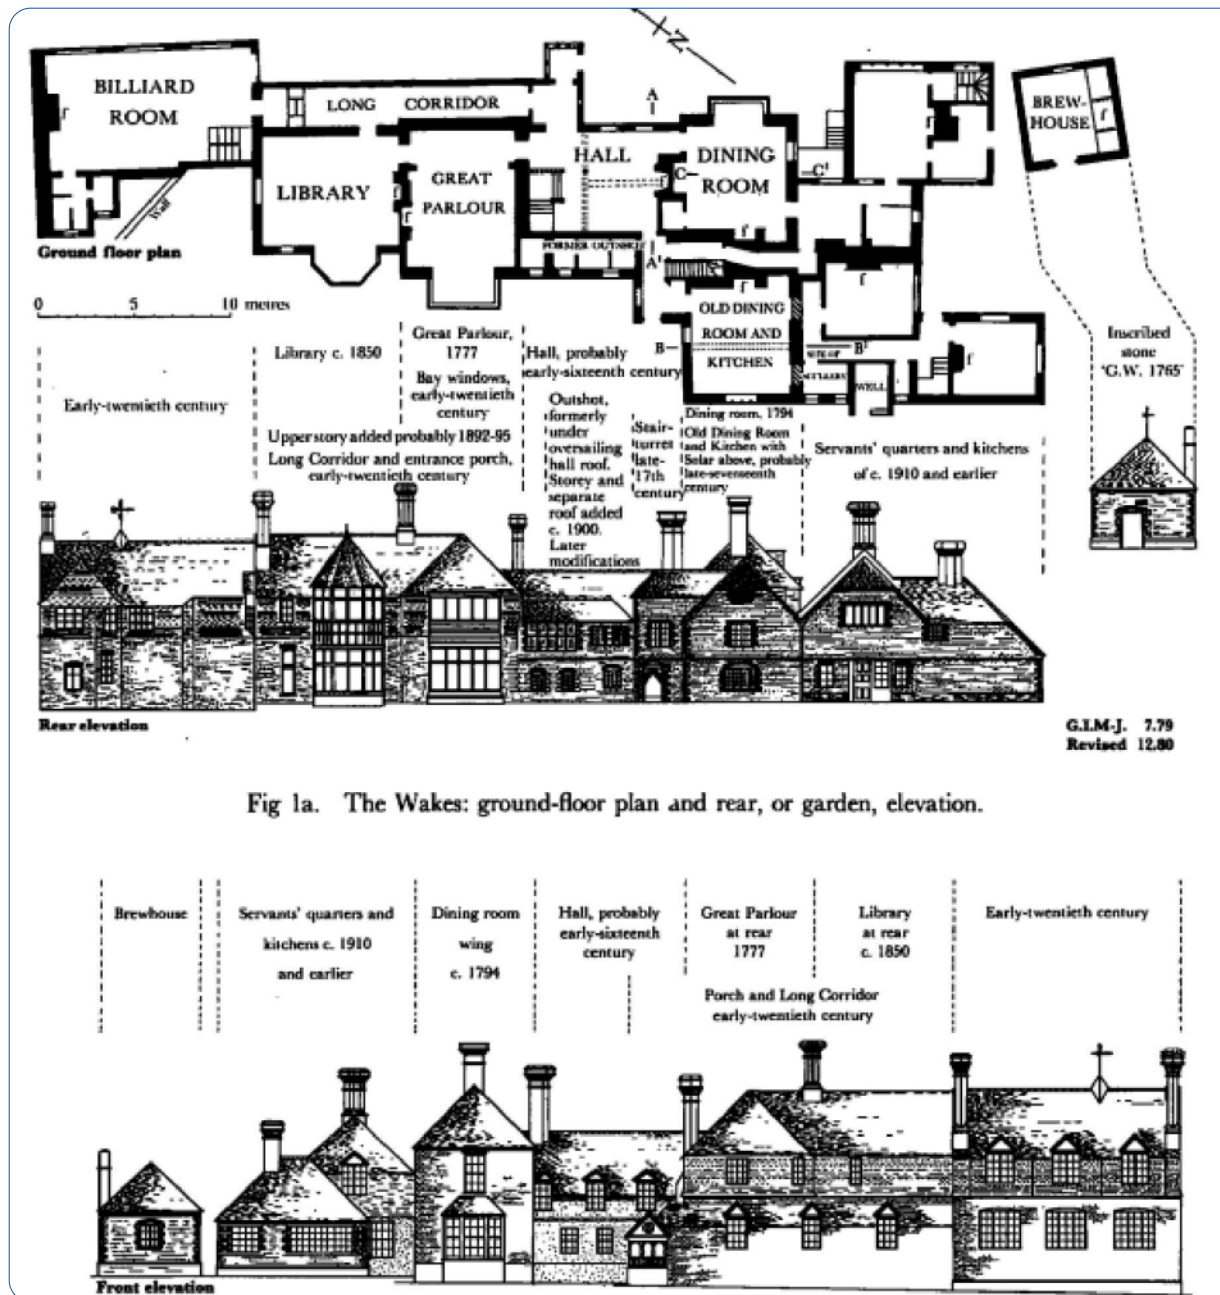 BILLIARD
ROOM
LONG CORRIDOR
LIBRARY
GREAT
PARLOUR
HALL
DINING
ROOM
BREW-
HOUSE
N
A
C
C'
f
f
f
f
f
f
f
f
f
f
Wall
FORMER OUTSHOT
A'
OLD DINING
ROOM AND
KITCHEN
B
B'
SITE OF
SCULLERY
WELL
Ground floor plan
0 5 10 metres
Early-twentieth century
Library c. 1850
Great Parlour,
1777
Bay windows,
early-twentieth
century
Upper story added probably 1892-95
Long Corridor and entrance porch,
early-twentieth century
Hall, probably
early-sixteenth century
Outshot,
formerly
under
oversailing
hall roof.
Storey and
separate
roof added
c. 1900.
Later
modifications
Stair-
turret
late-
17th
century
Dining room, 1794
Old Dining Room
and Kitchen with
Solar above, probably
late-seventeenth
century
Servants' quarters and kitchens
of c. 1910 and earlier
Inscribed
stone
'G.W. 1765'
Rear elevation
G.I.M-J. 7.79
Revised 12.80
Fig 1a. The Wakes: ground-floor plan and rear, or garden, elevation.
Brewhouse
Servants' quarters and
kitchens c. 1910
and earlier
Dining room
wing
c. 1794
Hall, probably
early-sixteenth
century
Great Parlour
at rear
1777
Library
at rear
c. 1850
Porch and Long Corridor
early-twentieth century
Early-twentieth century
Front elevation